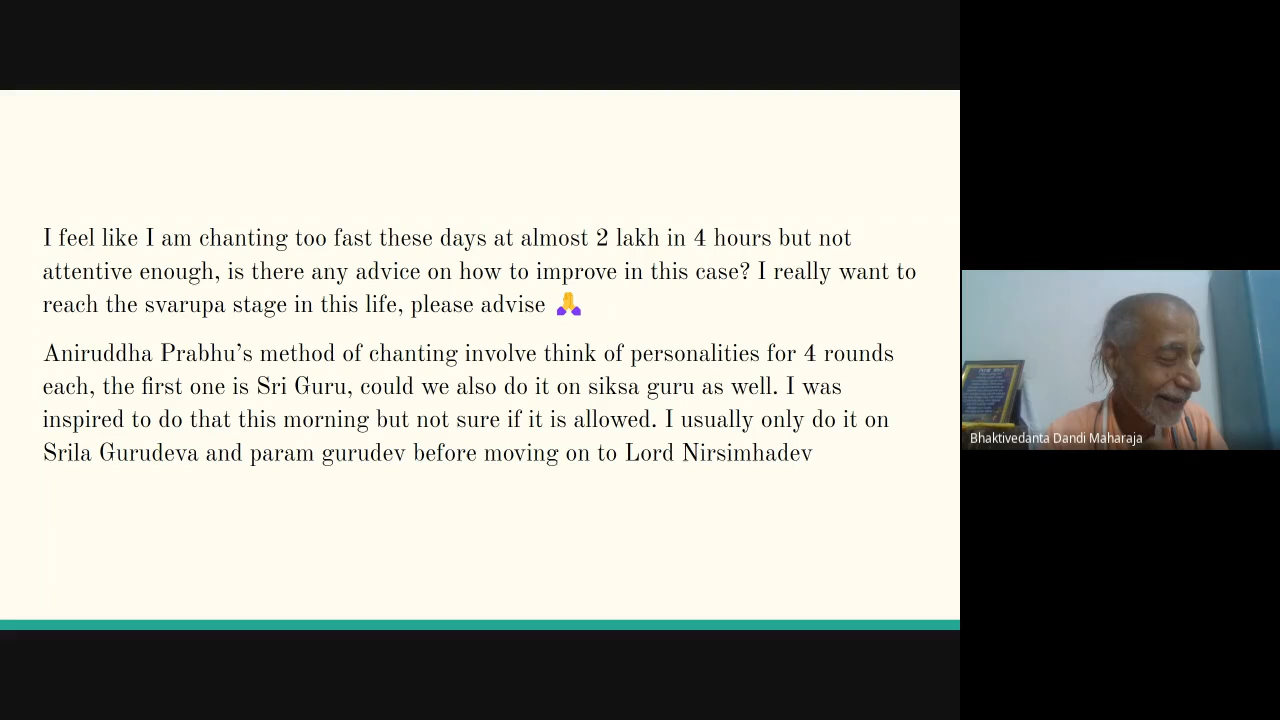 I feel like I am chanting too fast these days at almost 2 lakh in 4 hours but not
attentive enough, is there any advice on how to improve in this case? I really want to
reach the svarupa stage in this life, please advise 🙏
Aniruddha Prabhu’s method of chanting involve think of personalities for 4 rounds
each, the first one is Sri Guru, could we also do it on siksa guru as well. I was
inspired to do that this morning but not sure if it is allowed. I usually only do it on
Srila Gurudeva and param gurudev before moving on to Lord Nirsimhadev
Bhaktivedanta Dandi Maharaja